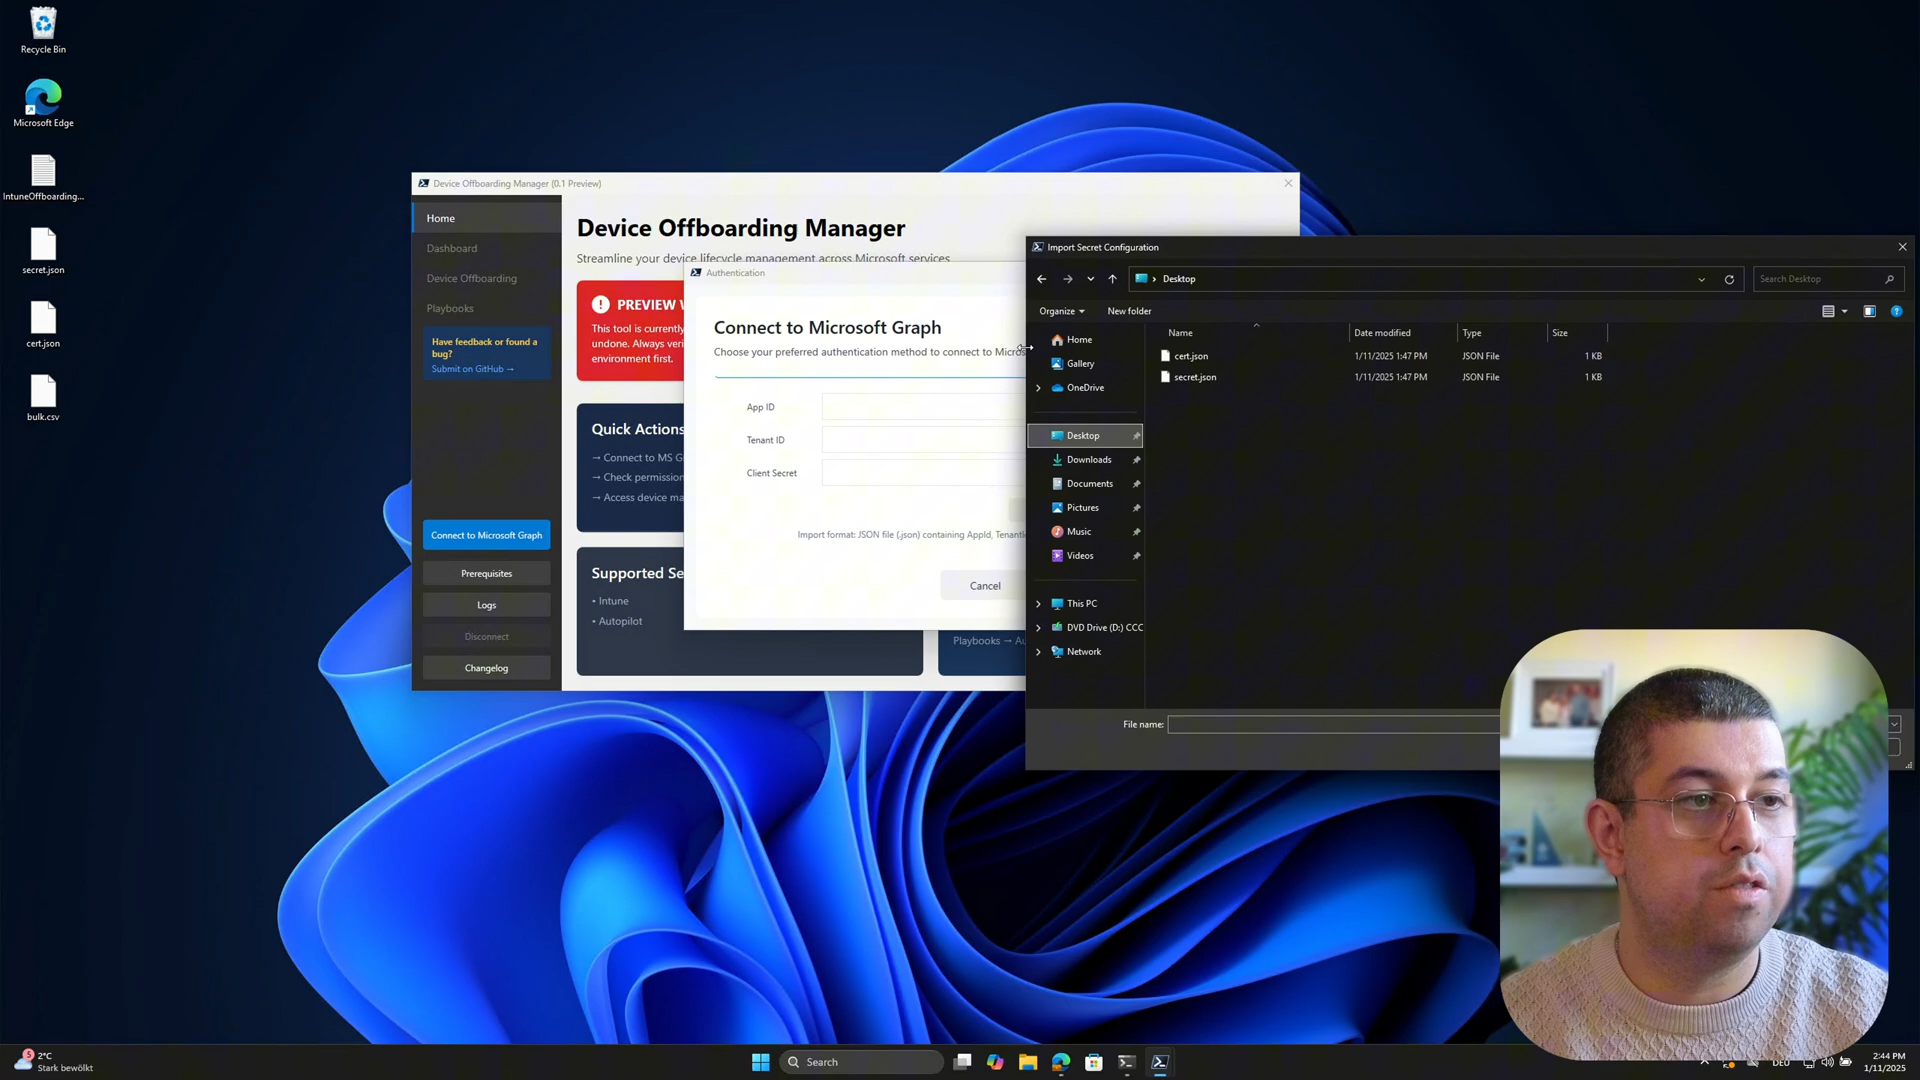 Recycle Bin
Microsoft Edge
IntuneOffboarding...
secret.json
cert.json
bulk.csv
Device Offboarding Manager (0.1 Preview)
Home
Dashboard
Device Offboarding
Playbooks
Have feedback or found a
bug?
Submit on GitHub →
Connect to Microsoft Graph
Prerequisites
Logs
Disconnect
Changelog
Device Offboarding Manager
Streamline your device lifecycle management across Microsoft services
PREVIEW
This tool is currently
undone. Always veri
environment first.
Quick Actions
→ Connect to MS G
→ Check permission
→ Access device ma
Supported Se
• Intune
• Autopilot
Playbooks → Au
Authentication
Connect to Microsoft Graph
Choose your preferred authentication method to connect to Micros
App ID
Tenant ID
Client Secret
Import format: JSON file (.json) containing AppId, TenantI
Cancel
Import Secret Configuration
Desktop
Search Desktop
Organize
New folder
Home
Gallery
OneDrive
Desktop
Downloads
Documents
Pictures
Music
Videos
This PC
DVD Drive (D:) CCC
Network
Name Date modified Type Size
cert.json 1/11/2025 1:47 PM JSON File 1 KB
secret.json 1/11/2025 1:47 PM JSON File 1 KB
File name:
2°C
Stark bewölkt
Search
DEU
2:44 PM
1/11/2025